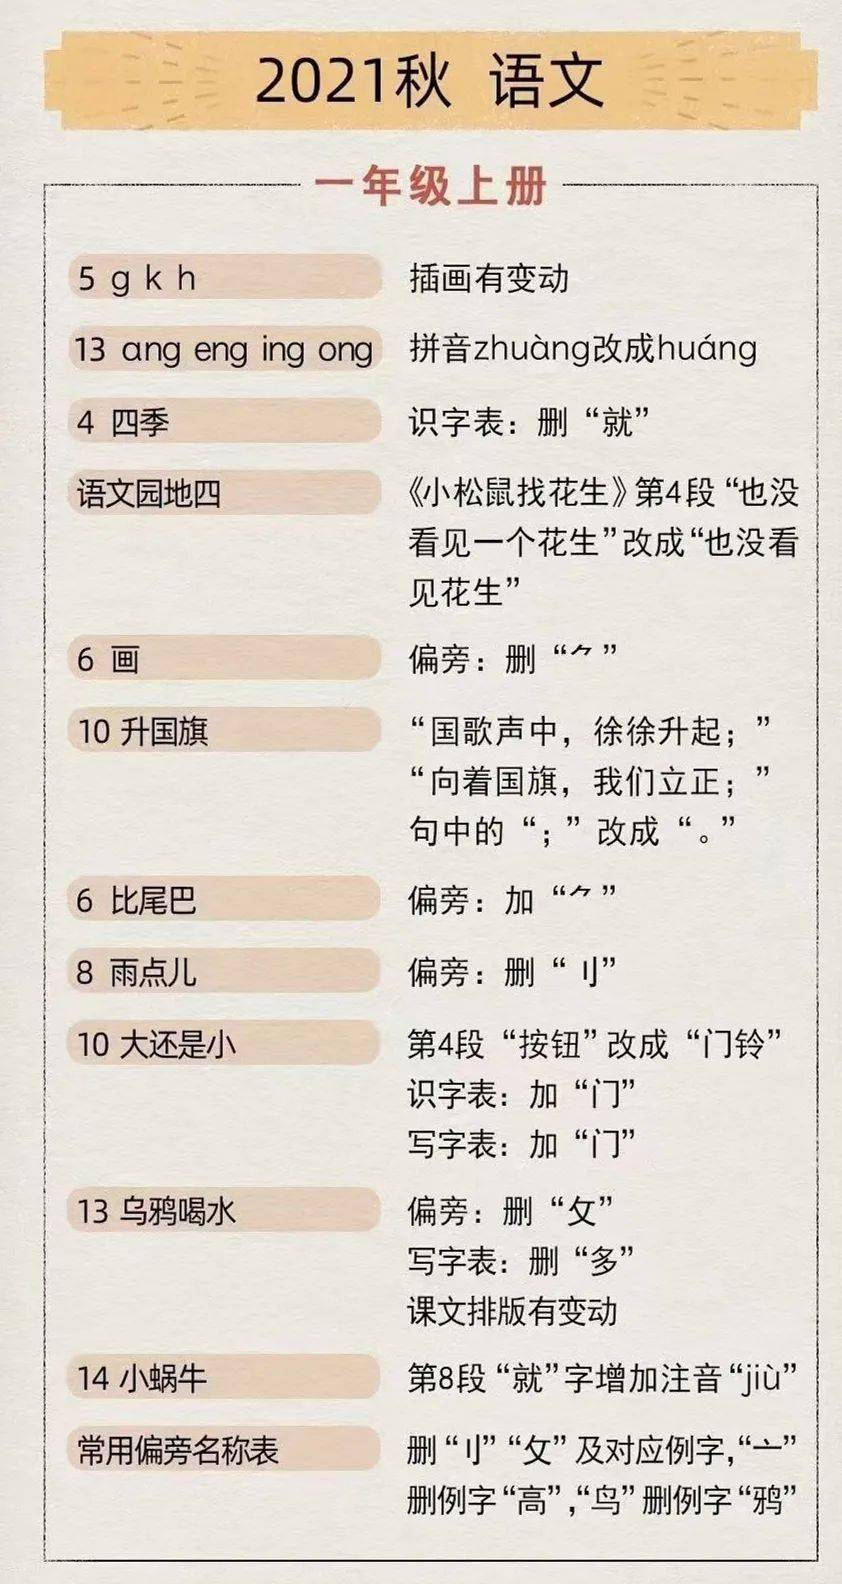 2021秋 语文
一年级上册
5 g k h 插画有变动
13 ang eng ing ong 拼音zhuàng改成huáng
4 四季 识字表：删“就”
语文园地四 《小松鼠找花生》第4段“也没
看见一个花生”改成“也没看
见花生”
6 画 偏旁：删“⺈”
10 升国旗 “国歌声中，徐徐升起；”
“向着国旗，我们立正；”
句中的“；”改成“。”
6 比尾巴 偏旁：加“⺈”
8 雨点儿 偏旁：删“刂”
10 大还是小 第4段“按钮”改成“门铃”
识字表：加“门”
写字表：加“门”
13 乌鸦喝水 偏旁：删“攵”
写字表：删“多”
课文排版有变动
14 小蜗牛 第8段“就”字增加注音“jiù”
常用偏旁名称表 删“刂”“攵”及对应例字，“亠”
删例字“高”，“鸟”删例字“鸦”